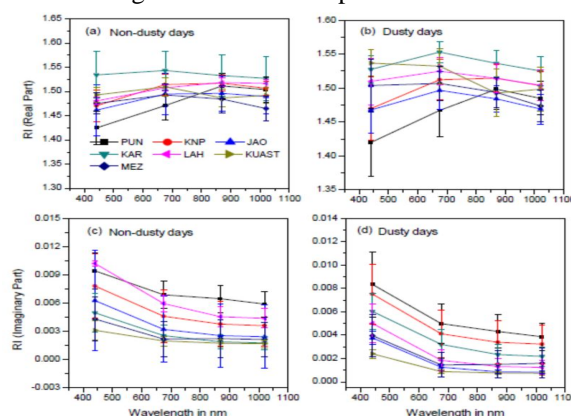 (a) Non-dusty days
(b) Dusty days
RI (Real Part)
1.65
1.60
1.55
1.50
1.45
1.40
1.35
1.30
PUN KNP JAO
KAR LAH KUAST
MEZ
400 500 600 700 800 900 1000 1100
1.60
1.55
1.50
1.45
1.40
1.35
400 500 600 700 800 900 1000 1100
(c) Non-dusty days
(d) Dusty days
RI (Imaginary Part)
0.015
0.012
0.009
0.006
0.003
0.000
-0.003
400 500 600 700 800 900 1000 1100
Wavelength in nm
0.014
0.012
0.010
0.008
0.006
0.004
0.002
0.000
400 500 600 700 800 900 1000 1100
Wavelength in nm